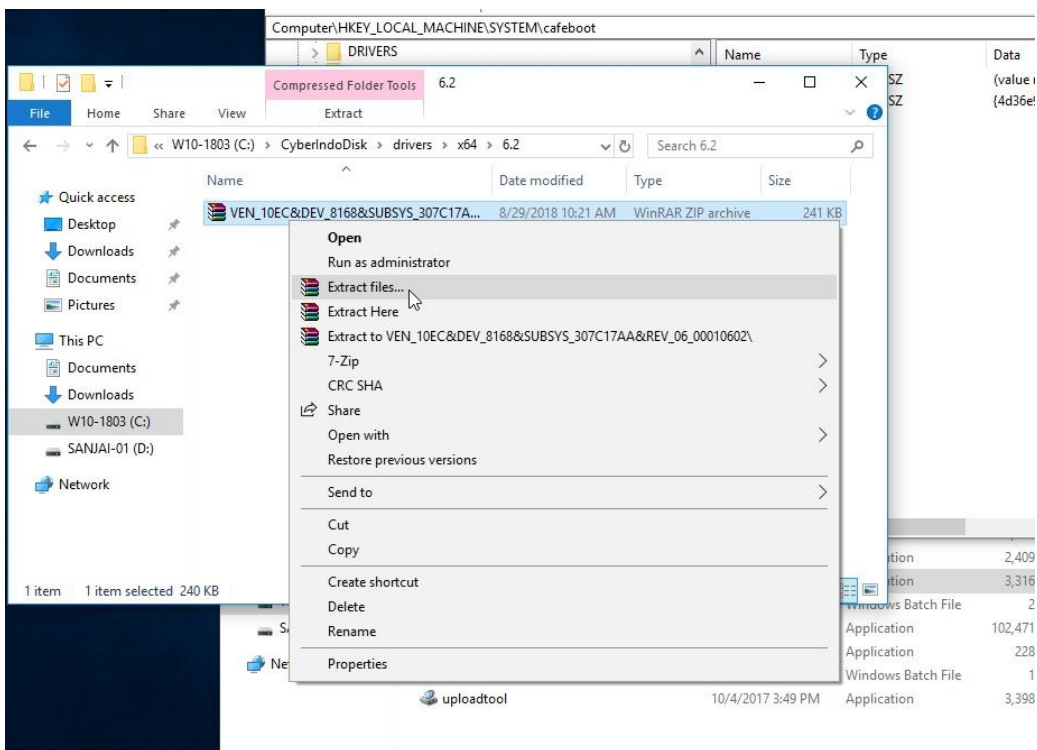 Computer\HKEY_LOCAL_MACHINE\SYSTEM\cafeboot
DRIVERS
Name Type Data
SZ (value
SZ {4d36e
Compressed Folder Tools 6.2
File Home Share View Extract
« W10-1803 (C:) › CyberIndoDisk › drivers › x64 › 6.2 Search 6.2
Name Date modified Type Size
VEN_10EC&DEV_8168&SUBSYS_307C17A... 8/29/2018 10:21 AM WinRAR ZIP archive 241 KB
Quick access
Desktop
Downloads
Documents
Pictures
This PC
Documents
Downloads
W10-1803 (C:)
SANJAI-01 (D:)
Network
Open
Run as administrator
Extract files...
Extract Here
Extract to VEN_10EC&DEV_8168&SUBSYS_307C17AA&REV_06_00010602\
7-Zip
CRC SHA
Share
Open with
Restore previous versions
Send to
Cut
Copy
Create shortcut
Delete
Rename
Properties
1 item 1 item selected 240 KB
ation 2,409
ation 3,316
Windows Batch File 2
SA Application 102,471
Ne Application 228
Windows Batch File 1
uploadtool 10/4/2017 3:49 PM Application 3,398